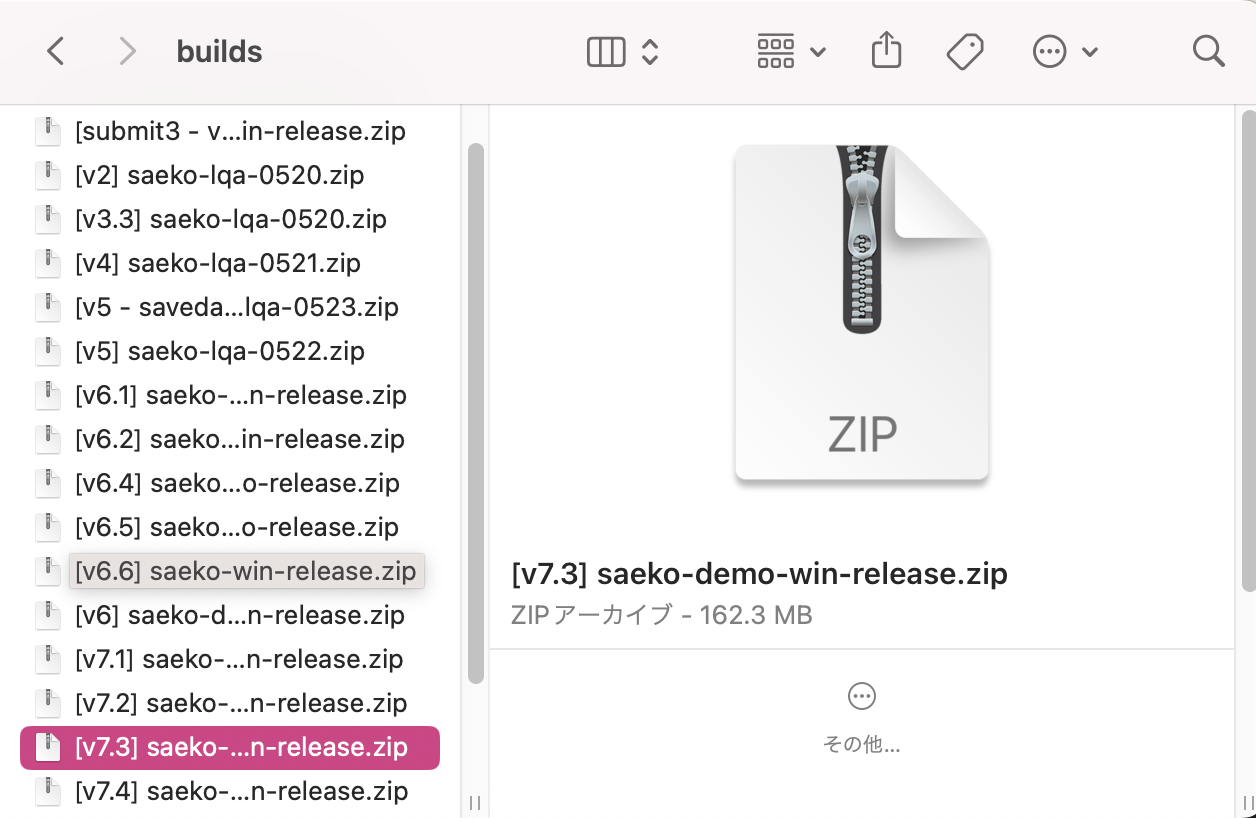 builds
[submit3 - v...in-release.zip
[v2] saeko-lqa-0520.zip
[v3.3] saeko-lqa-0520.zip
[v4] saeko-lqa-0521.zip
[v5 - saveda...lqa-0523.zip
[v5] saeko-lqa-0522.zip
[v6.1] saeko-...n-release.zip
[v6.2] saeko...in-release.zip
[v6.4] saeko...o-release.zip
[v6.5] saeko...o-release.zip
[v6.6] saeko-win-release.zip
[v6] saeko-d...n-release.zip
[v7.1] saeko-...n-release.zip
[v7.2] saeko-...n-release.zip
[v7.3] saeko-...n-release.zip
[v7.4] saeko-...n-release.zip
ZIP
[v7.3] saeko-demo-win-release.zip
ZIPアーカイブ - 162.3 MB
その他...